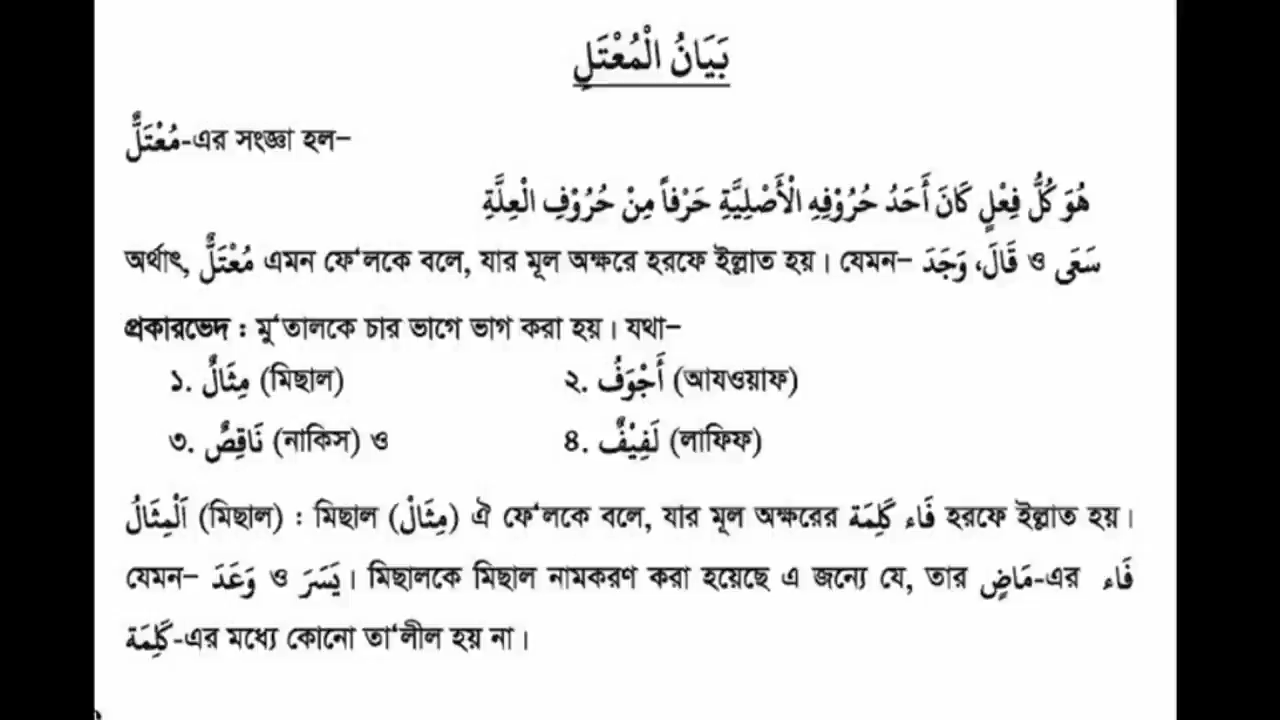 بَيَانُ الْمُعْتَلِ
مُعْتَلٌّ-এর সংজ্ঞা হল-
هُوَ كُلُّ فِعْلٍ كَانَ أَحَدُ حُرُوْفِهِ الْأَصْلِيَّةِ حَرْفاً مِنْ حُرُوْفِ الْعِلَّةِ
অর্থাৎ, مُعْتَلٌّ এমন ফে‘লকে বলে, যার মূল অক্ষরে হরফে ইল্লাত হয়। যেমন- قَالَ، وَجَدَ ও سَعَى
প্রকারভেদ : মু‘তালকে চার ভাগে ভাগ করা হয়। যথা-
১. مِثَالٌ (মিছাল) ২. أَجْوَفُ (আযওয়াফ)
৩. نَاقِصٌ (নাকিস) ও ৪. لَفِيْفٌ (লাফিফ)
اَلْمِثَالُ (মিছাল) : মিছাল (مِثَالْ) ঐ ফে‘লকে বলে, যার মূল অক্ষরের فَاء كَلِمَة হরফে ইল্লাত হয়।
যেমন- وَعَدَ ও يَسَرَ। মিছালকে মিছাল নামকরণ করা হয়েছে এ জন্যে যে, তার مَاضٍ-এর فَاء
كَلِمَة-এর মধ্যে কোনো তা‘লীল হয় না।